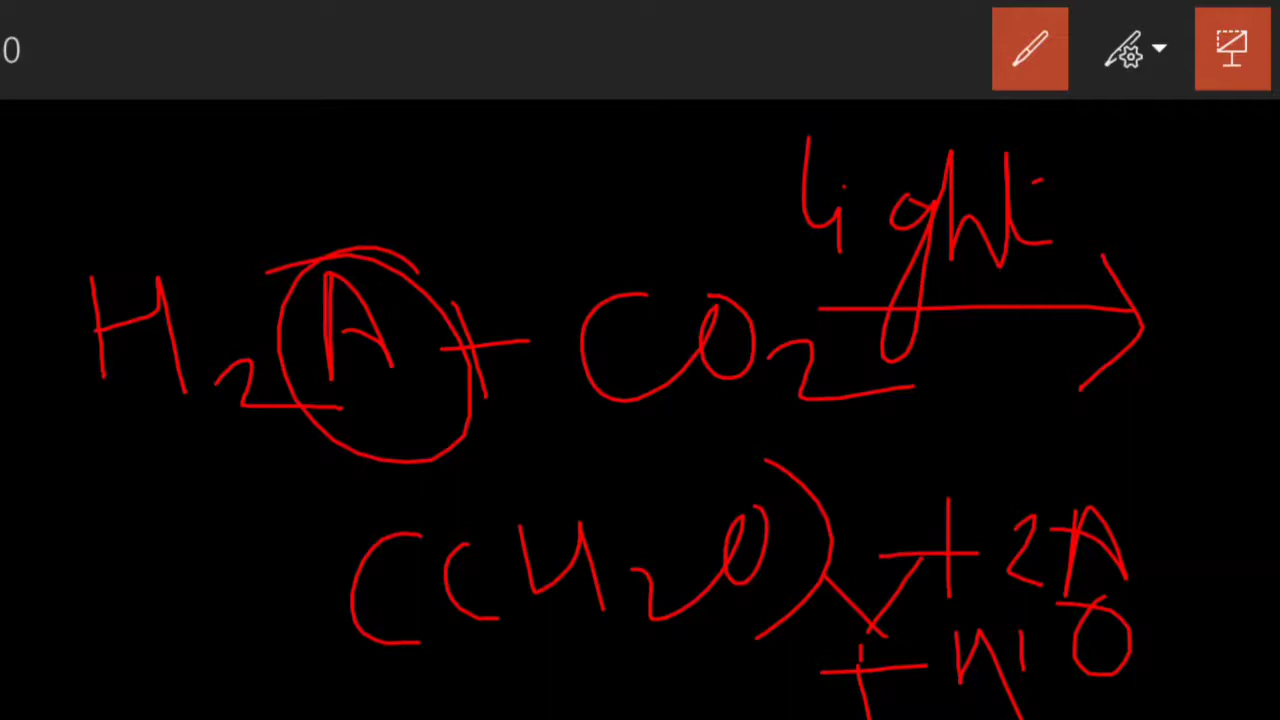 0
light
H2A + CO2 →
(CH2O)x + 2A
+ H2O